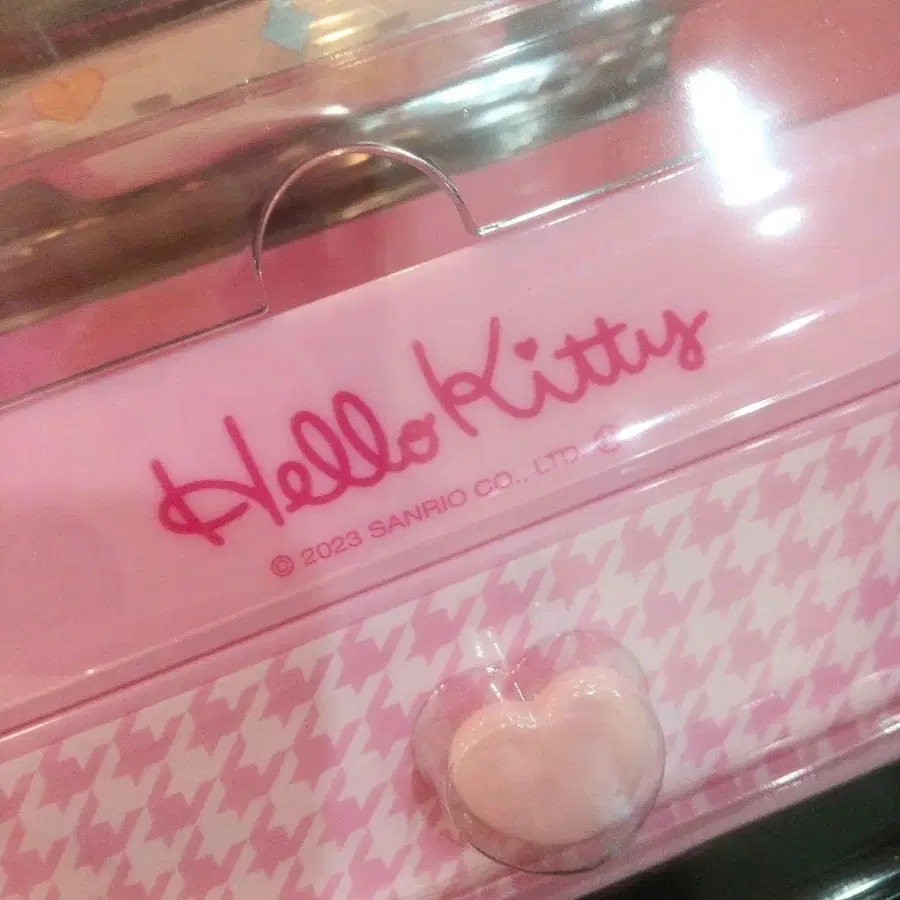 Hello Kitty
© 2023 SANRIO CO., LTD. Ⓛ